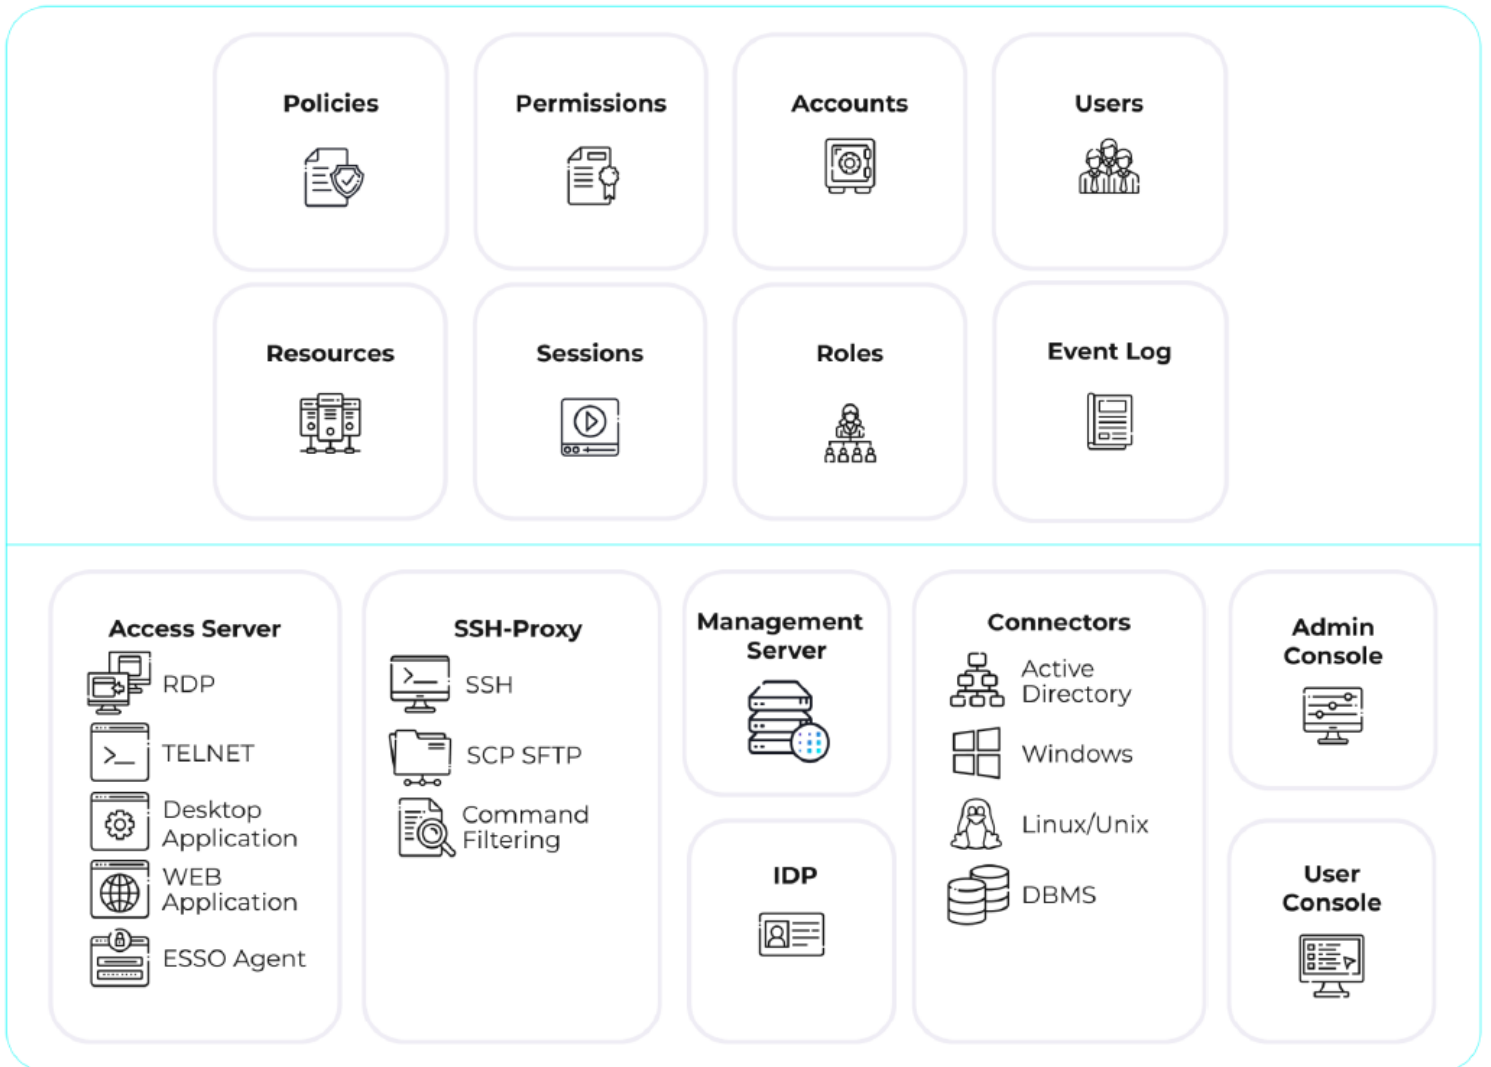 Policies
Permissions
Accounts
Users
Resources
Sessions
Roles
Event Log
Access Server
RDP
TELNET
Desktop
Application
WEB
Application
ESSO Agent
SSH-Proxy
SSH
SCP SFTP
Command
Filtering
Management
Server
IDP
Connectors
Active
Directory
Windows
Linux/Unix
DBMS
Admin
Console
User
Console